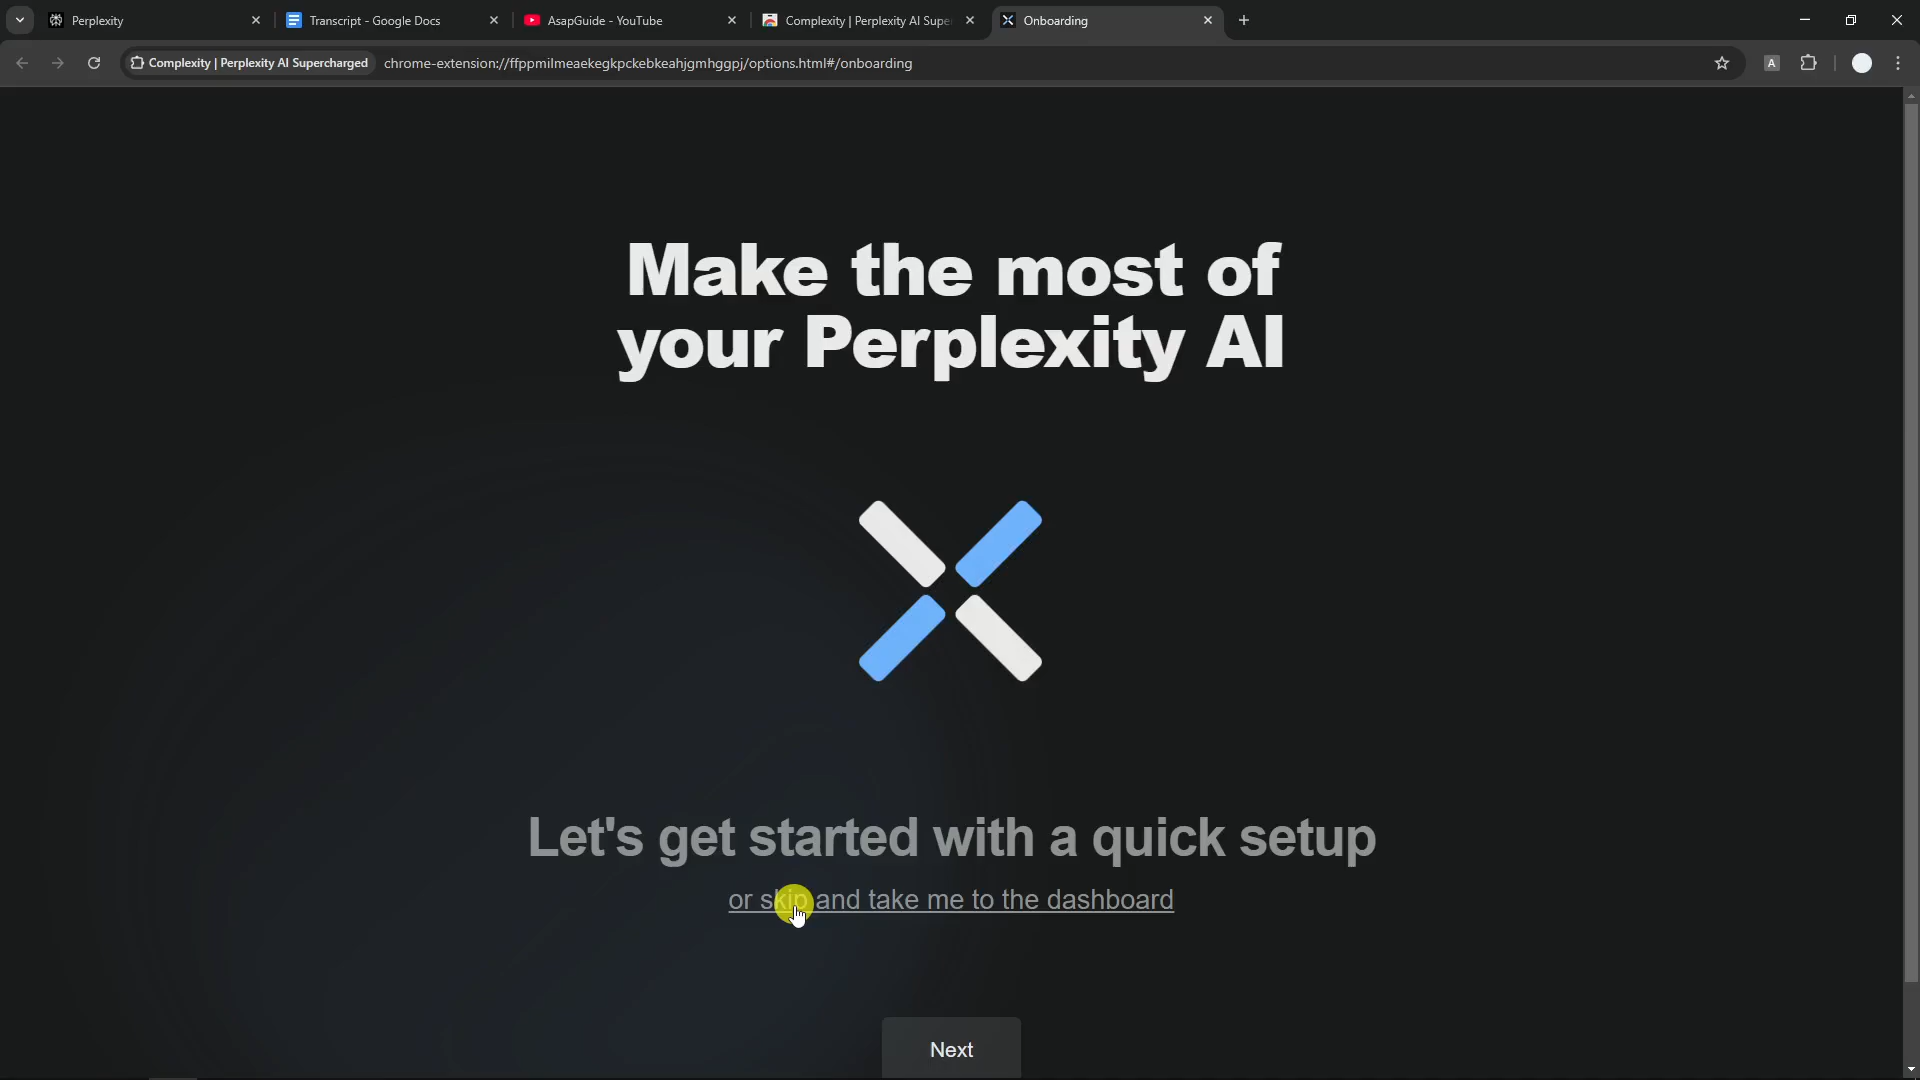 Perplexity
Transcript - Google Docs
AsapGuide - YouTube
Complexity | Perplexity AI Supe
Onboarding
Complexity | Perplexity AI Supercharged
chrome-extension://ffppmilmeaekegkpckebkeahjgmhggpj/options.html#/onboarding
A
Make the most of
your Perplexity AI
Let's get started with a quick setup
or skip and take me to the dashboard
Next